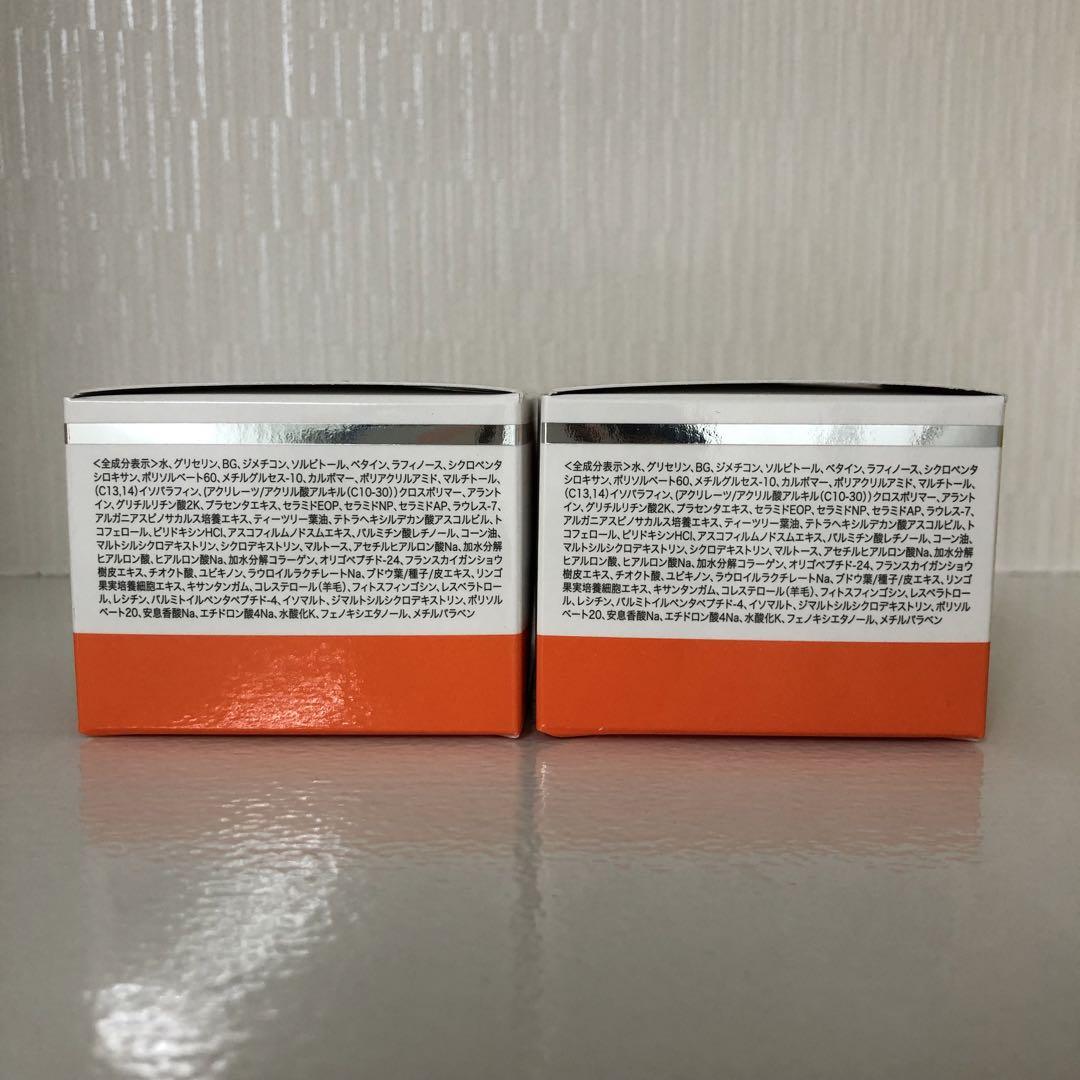 <全成分表示>水、グリセリン、BG、ジメチコン、ソルビトール、ベタイン、ラフィノース、シクロペンタ
シロキサン、ポリソルベート60、メチルグルセス-10、カルボマー、ポリアクリルアミド、マルチトール、
(C13,14)イソパラフィン、(アクリレーツ/アクリル酸アルキル(C10-30))クロスポリマー、アラント
イン、グリチルリチン酸2K、プラセンタエキス、セラミドEOP、セラミドNP、セラミドAP、ラウレス-7、
アルガニアスピノサカルス培養エキス、ティーツリー葉油、テトラヘキシルデカン酸アスコルビル、ト
コフェロール、ピリドキシンHCl、アスコフィルムノドスムエキス、パルミチン酸レチノール、コーン油、
マルトシルシクロデキストリン、シクロデキストリン、マルトース、アセチルヒアルロン酸Na、加水分解
ヒアルロン酸、ヒアルロン酸Na、加水分解コラーゲン、オリゴペプチド-24、フランスカイガンショウ
樹皮エキス、チオクト酸、ユビキノン、ラウロイルラクチレートNa、ブドウ葉/種子/皮エキス、リンゴ
果実培養細胞エキス、キサンタンガム、コレステロール(羊毛)、フィトスフィンゴシン、レスベラトロー
ル、レシチン、パルミトイルペンタペプチド-4、イソマルト、ジマルトシルシクロデキストリン、ポリソル
ベート20、安息香酸Na、エチドロン酸4Na、水酸化K、フェノキシエタノール、メチルパラベン
<全成分表示>水、グリセリン、BG、ジメチコン、ソルビトール、ベタイン、ラフィノース、シクロペンタ
シロキサン、ポリソルベート60、メチルグルセス-10、カルボマー、ポリアクリルアミド、マルチトール、
(C13,14)イソパラフィン、(アクリレーツ/アクリル酸アルキル(C10-30))クロスポリマー、アラント
イン、グリチルリチン酸2K、プラセンタエキス、セラミドEOP、セラミドNP、セラミドAP、ラウレス-7、
アルガニアスピノサカルス培養エキス、ティーツリー葉油、テトラヘキシルデカン酸アスコルビル、ト
コフェロール、ピリドキシンHCl、アスコフィルムノドスムエキス、パルミチン酸レチノール、コーン油、
マルトシルシクロデキストリン、シクロデキストリン、マルトース、アセチルヒアルロン酸Na、加水分解
ヒアルロン酸、ヒアルロン酸Na、加水分解コラーゲン、オリゴペプチド-24、フランスカイガンショウ
樹皮エキス、チオクト酸、ユビキノン、ラウロイルラクチレートNa、ブドウ葉/種子/皮エキス、リンゴ
果実培養細胞エキス、キサンタンガム、コレステロール(羊毛)、フィトスフィンゴシン、レスベラトロー
ル、レシチン、パルミトイルペンタペプチド-4、イソマルト、ジマルトシルシクロデキストリン、ポリソル
ベート20、安息香酸Na、エチドロン酸4Na、水酸化K、フェノキシエタノール、メチルパラベン